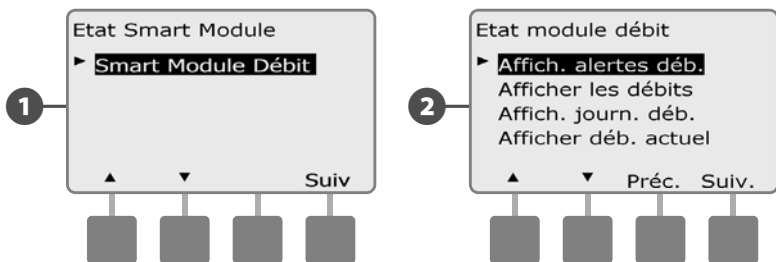 1
Etat Smart Module
► Smart Module Débit
▲ ▼ Suiv
2
Etat module débit
► Affich. alertes déb.
Afficher les débits
Affich. journ. déb.
Afficher déb. actuel
▲ ▼ Préc. Suiv.